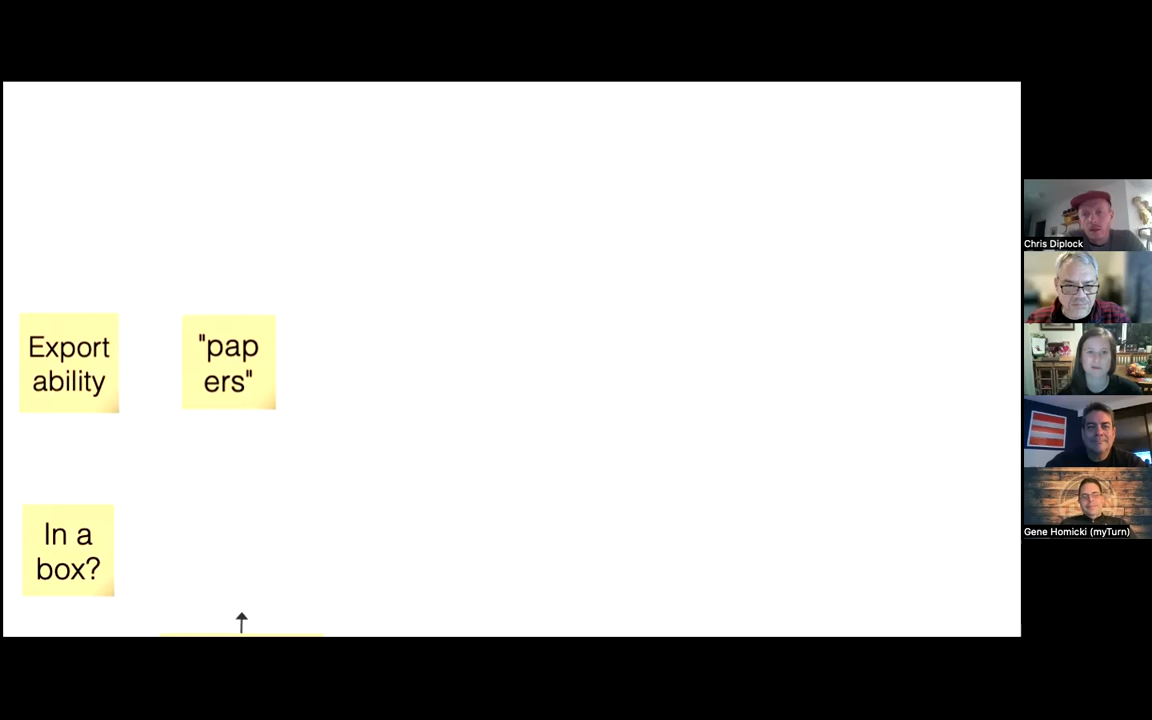 Export
ability
"pap
ers"
In a
box?
Chris Diplock
Gene Homicki (myTurn)